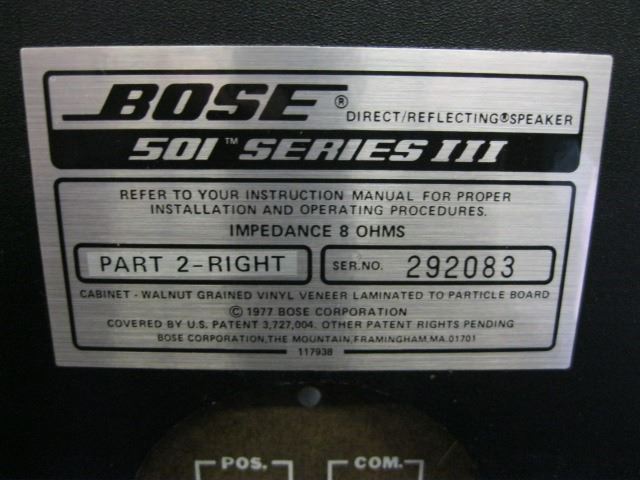 BOSE® DIRECT/REFLECTING® SPEAKER
501™ SERIES III
REFER TO YOUR INSTRUCTION MANUAL FOR PROPER
INSTALLATION AND OPERATING PROCEDURES.
IMPEDANCE 8 OHMS
PART 2-RIGHT SER.NO. 292083
CABINET - WALNUT GRAINED VINYL VENEER LAMINATED TO PARTICLE BOARD
© 1977 BOSE CORPORATION
COVERED BY U.S. PATENT 3,727,004. OTHER PATENT RIGHTS PENDING
BOSE CORPORATION, THE MOUNTAIN, FRAMINGHAM, MA. 01701
117938
POS. COM.